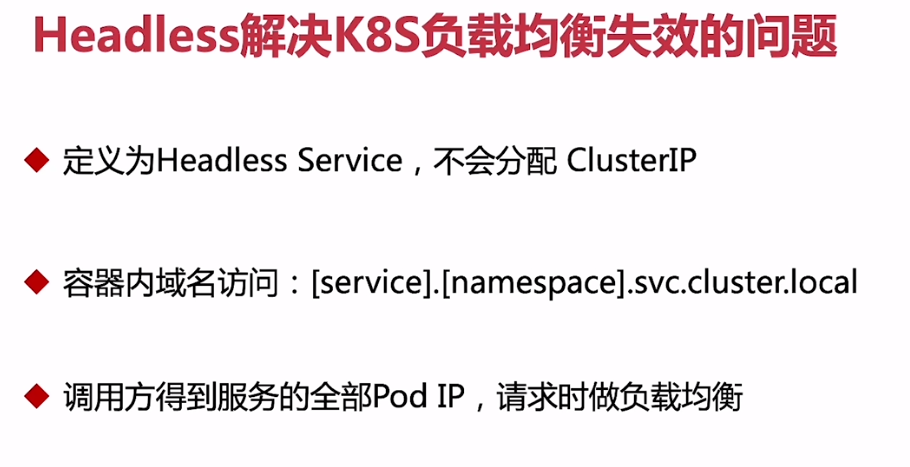 Headless解决K8S负载均衡失效的问题
定义为Headless Service，不会分配 ClusterIP
容器内域名访问：[service].[namespace].svc.cluster.local
调用方得到服务的全部Pod IP，请求时做负载均衡